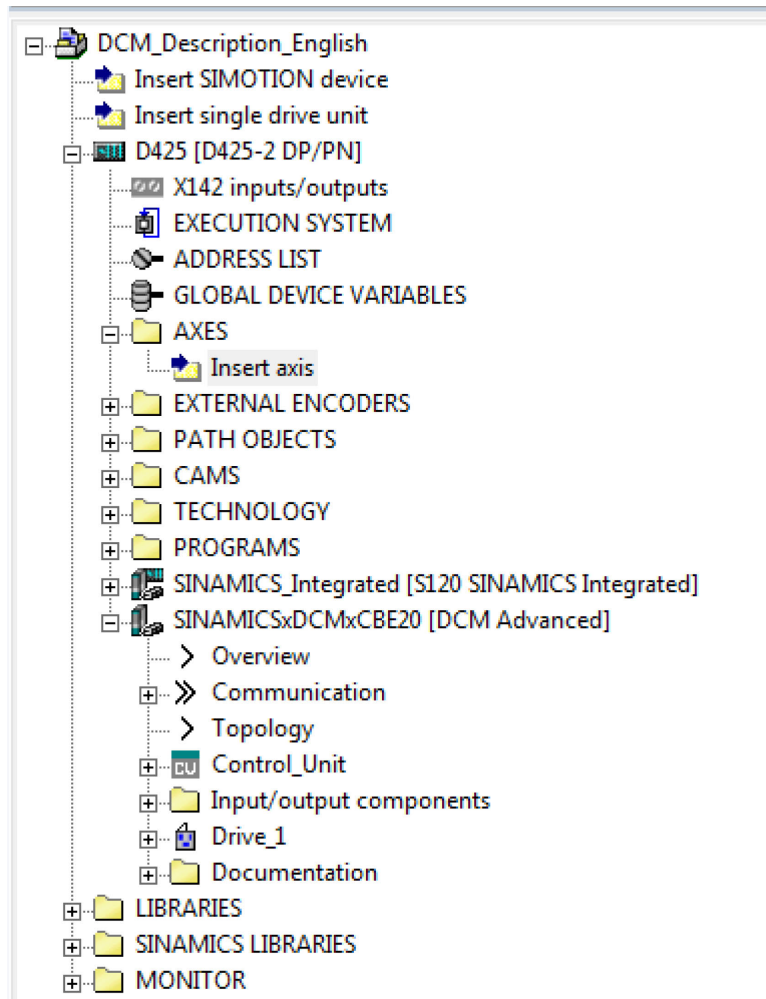 DCM_Description_English
Insert SIMOTION device
Insert single drive unit
D425 [D425-2 DP/PN]
X142 inputs/outputs
EXECUTION SYSTEM
ADDRESS LIST
GLOBAL DEVICE VARIABLES
AXES
Insert axis
EXTERNAL ENCODERS
PATH OBJECTS
CAMS
TECHNOLOGY
PROGRAMS
SINAMICS_Integrated [S120 SINAMICS Integrated]
SINAMICSxDCMxCBE20 [DCM Advanced]
Overview
Communication
Topology
CU Control_Unit
Input/output components
Drive_1
Documentation
LIBRARIES
SINAMICS LIBRARIES
MONITOR